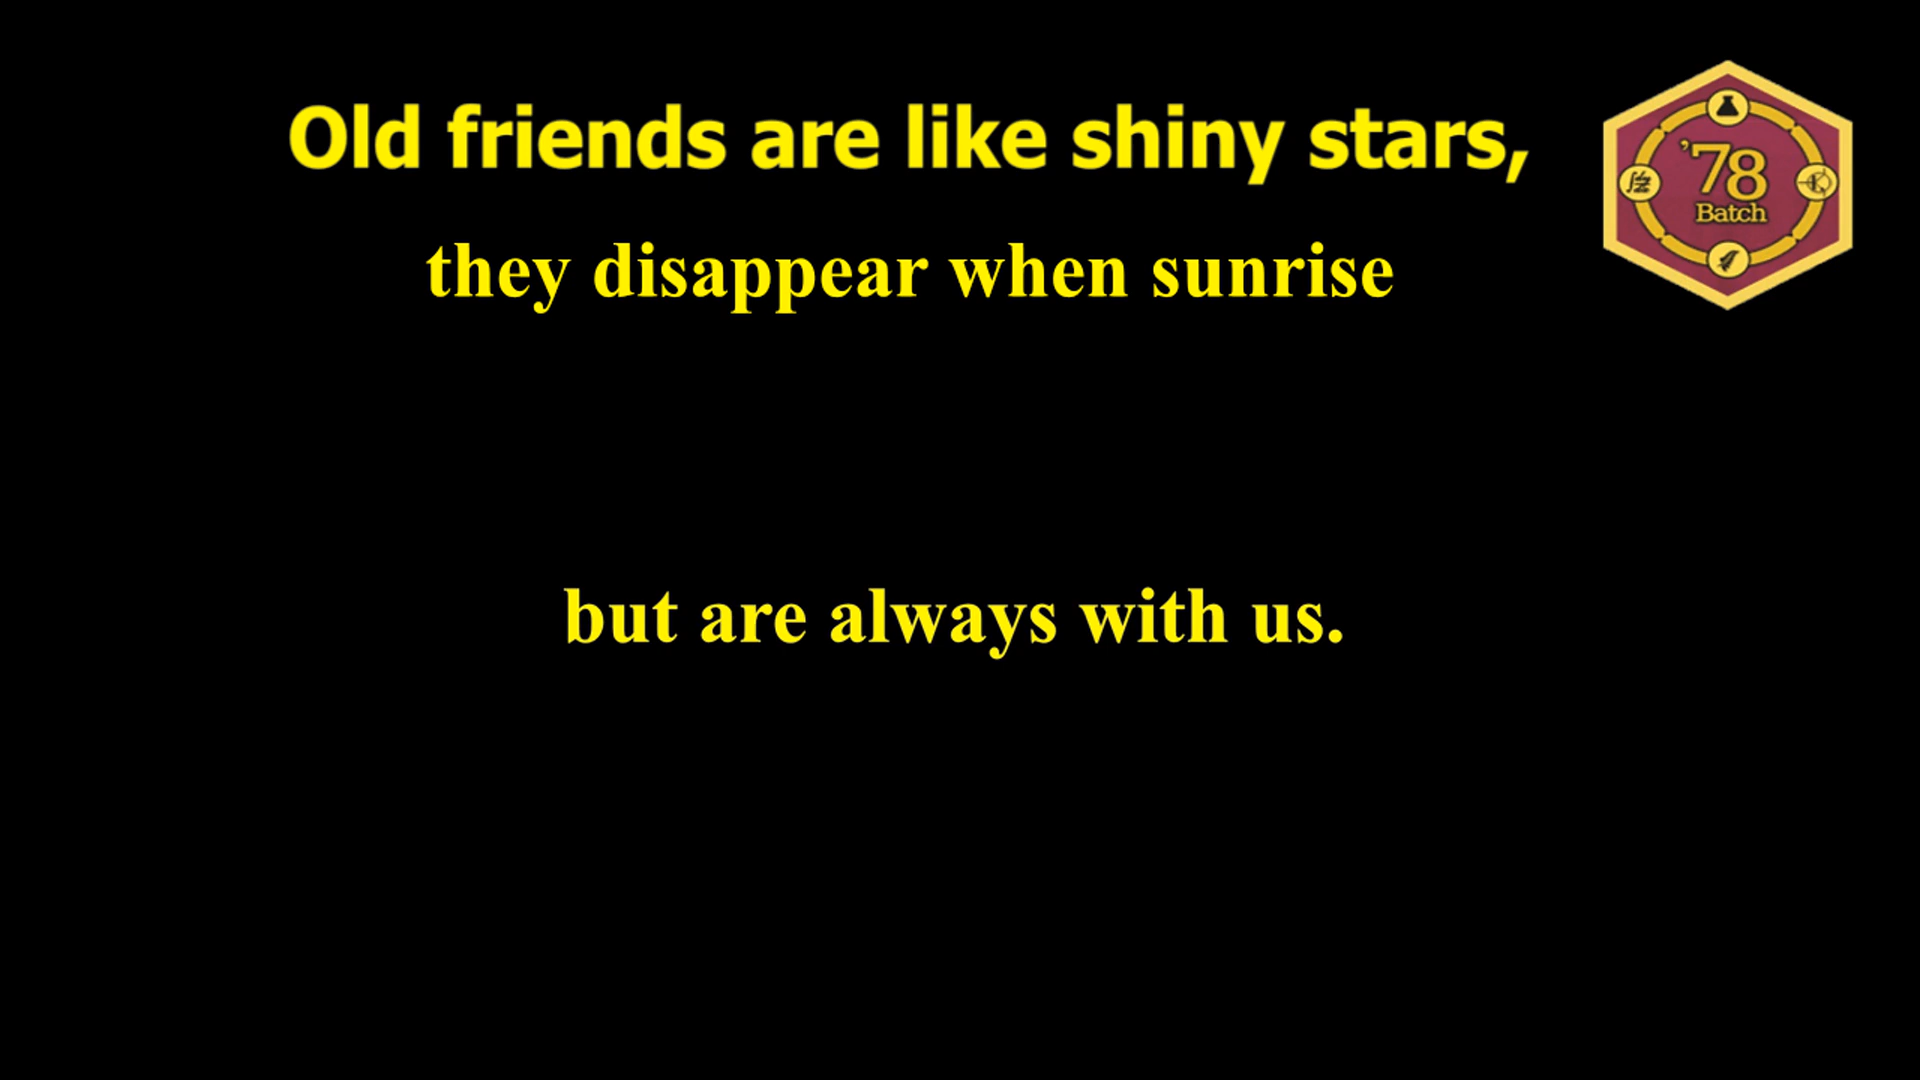 Old friends are like shiny stars,
they disappear when sunrise
but are always with us.
'78
Batch